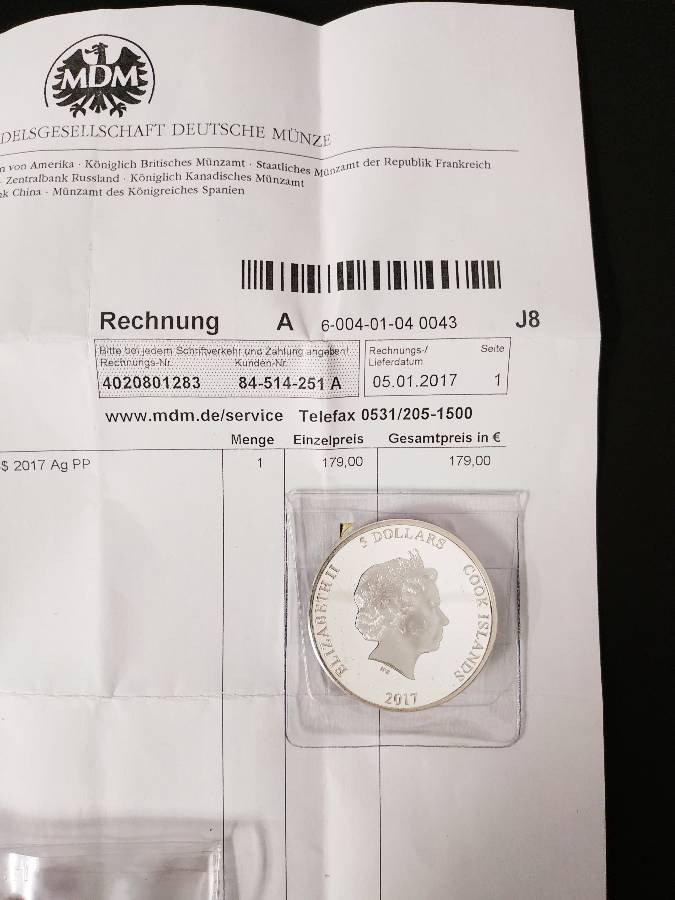 MDM
DELSGESELLSCHAFT DEUTSCHE MÜNZE
von Amerika · Königlich Britisches Münzamt · Staatliches Münzamt der Republik Frankreich
Zentralbank Russland · Königlich Kanadisches Münzamt
China · Münzamt des Königreiches Spanien
Rechnung A 6-004-01-04 0043 J8
Bitte bei jedem Schriftverkehr und Zahlung angeben!
Rechnungs-Nr. Kunden-Nr. Rechnungs-/ Seite
Lieferdatum
4020801283 84-514-251 A 05.01.2017 1
www.mdm.de/service Telefax 0531/205-1500
Menge Einzelpreis Gesamtpreis in €
$ 2017 Ag PP 1 179,00 179,00
ELIZABETH II 5 DOLLARS COOK ISLANDS
2017